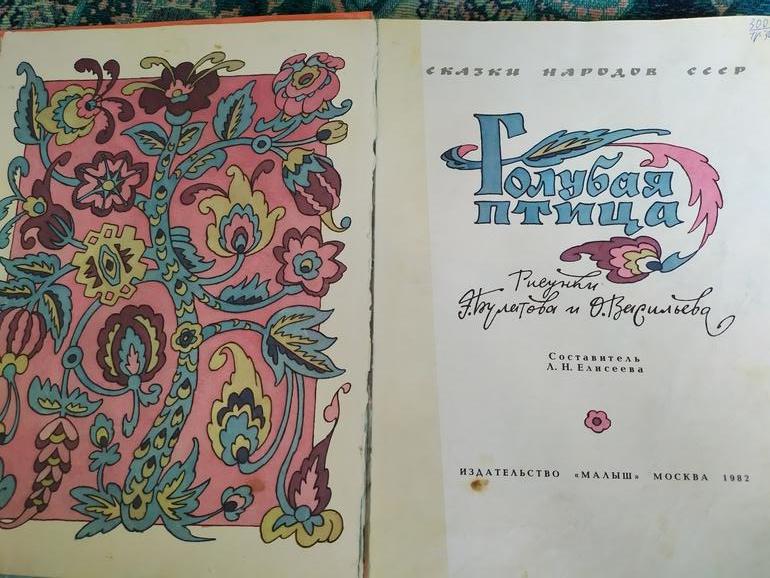 СКАЗКИ НАРОДОВ СССР
Голубая
птица
Рисунки
Э.Булатова и О.Васильева
Составитель
Л. Н. Елисеева
ИЗДАТЕЛЬСТВО «МАЛЫШ» МОСКВА 1982